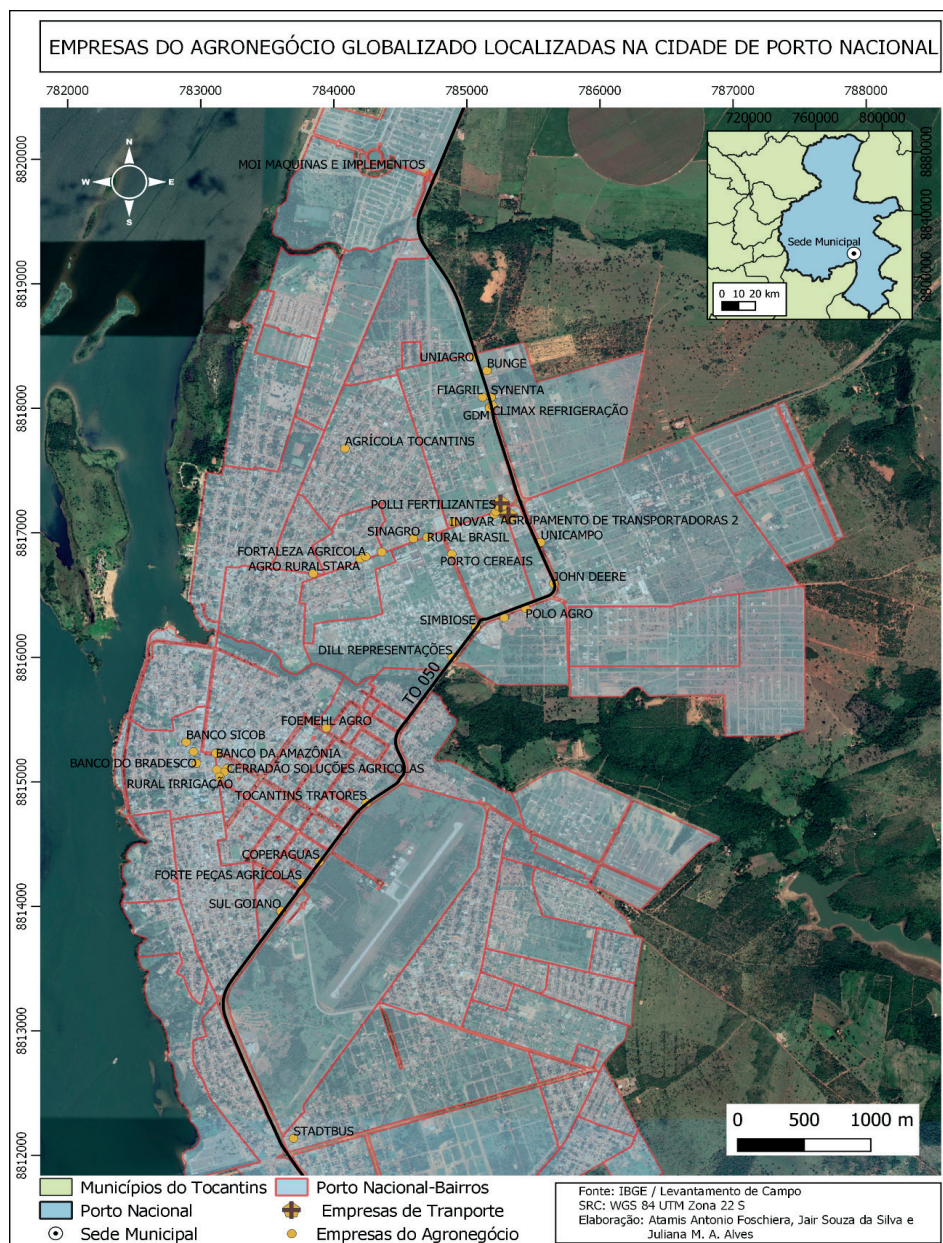 EMPRESAS DO AGRONEGÓCIO GLOBALIZADO LOCALIZADAS NA CIDADE DE PORTO NACIONAL
782000 783000 784000 785000 786000 787000 788000
720000 760000 800000
8820000
8819000
8818000
8817000
8816000
8815000
8814000
8813000
8812000
N
W E
S
8880000
8840000
8800000
Sede Municipal
0 10 20 km
MOI MAQUINAS E IMPLEMENTOS
UNIAGRO
BUNGE
FIAGRIL SYNENTA
GDM CLIMAX REFRIGERAÇÃO
AGRÍCOLA TOCANTINS
POLLI FERTILIZANTES
INOVAR AGRUPAMENTO DE TRANSPORTADORAS 2
SINAGRO RURAL BRASIL UNICAMPO
FORTALEZA AGRICOLA
PORTO CEREAIS
AGRO RURALSTARA
JOHN DEERE
POLO AGRO
SIMBIOSE
DILL REPRESENTAÇÕES
TO 050
FOEMEHL AGRO
BANCO SICOB
BANCO DA AMAZÔNIA
BANCO DO BRADESCO
CERRADÃO SOLUÇÕES AGRICOLAS
RURAL IRRIGAÇÃO
TOCANTINS TRATORES
COPERAGUAS
FORTE PEÇAS AGRÍCOLAS
SUL GOIANO
STADTBUS
0 500 1000 m
Municípios do Tocantins
Porto Nacional-Bairros
Porto Nacional
Empresas de Tranporte
Sede Municipal
Empresas do Agronegócio
Fonte: IBGE / Levantamento de Campo
SRC: WGS 84 UTM Zona 22 S
Elaboração: Atamis Antonio Foschiera, Jair Souza da Silva e
Juliana M. A. Alves